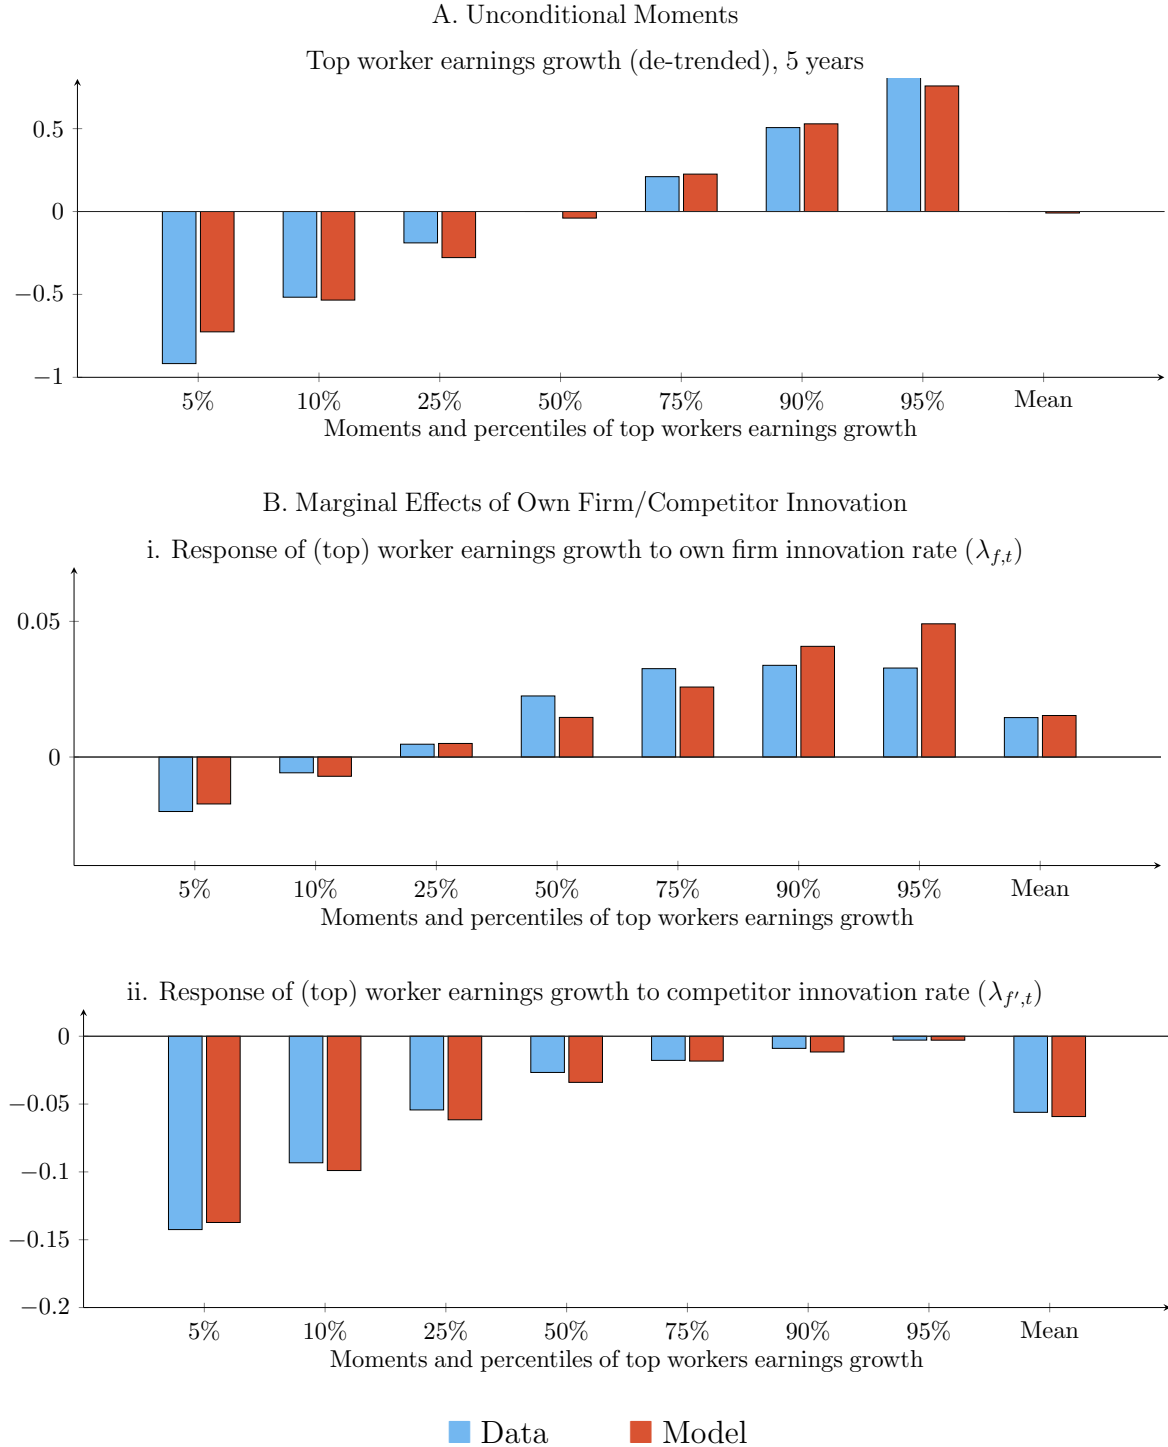 A. Unconditional Moments
Top worker earnings growth (de-trended), 5 years
0.5
0
−0.5
−1
5% 10% 25% 50% 75% 90% 95% Mean
Moments and percentiles of top workers earnings growth
B. Marginal Effects of Own Firm/Competitor Innovation
i. Response of (top) worker earnings growth to own firm innovation rate (λ_{f,t})
0.05
0
5% 10% 25% 50% 75% 90% 95% Mean
Moments and percentiles of top workers earnings growth
ii. Response of (top) worker earnings growth to competitor innovation rate (λ_{f′,t})
0
−0.05
−0.1
−0.15
−0.2
5% 10% 25% 50% 75% 90% 95% Mean
Moments and percentiles of top workers earnings growth
Data Model